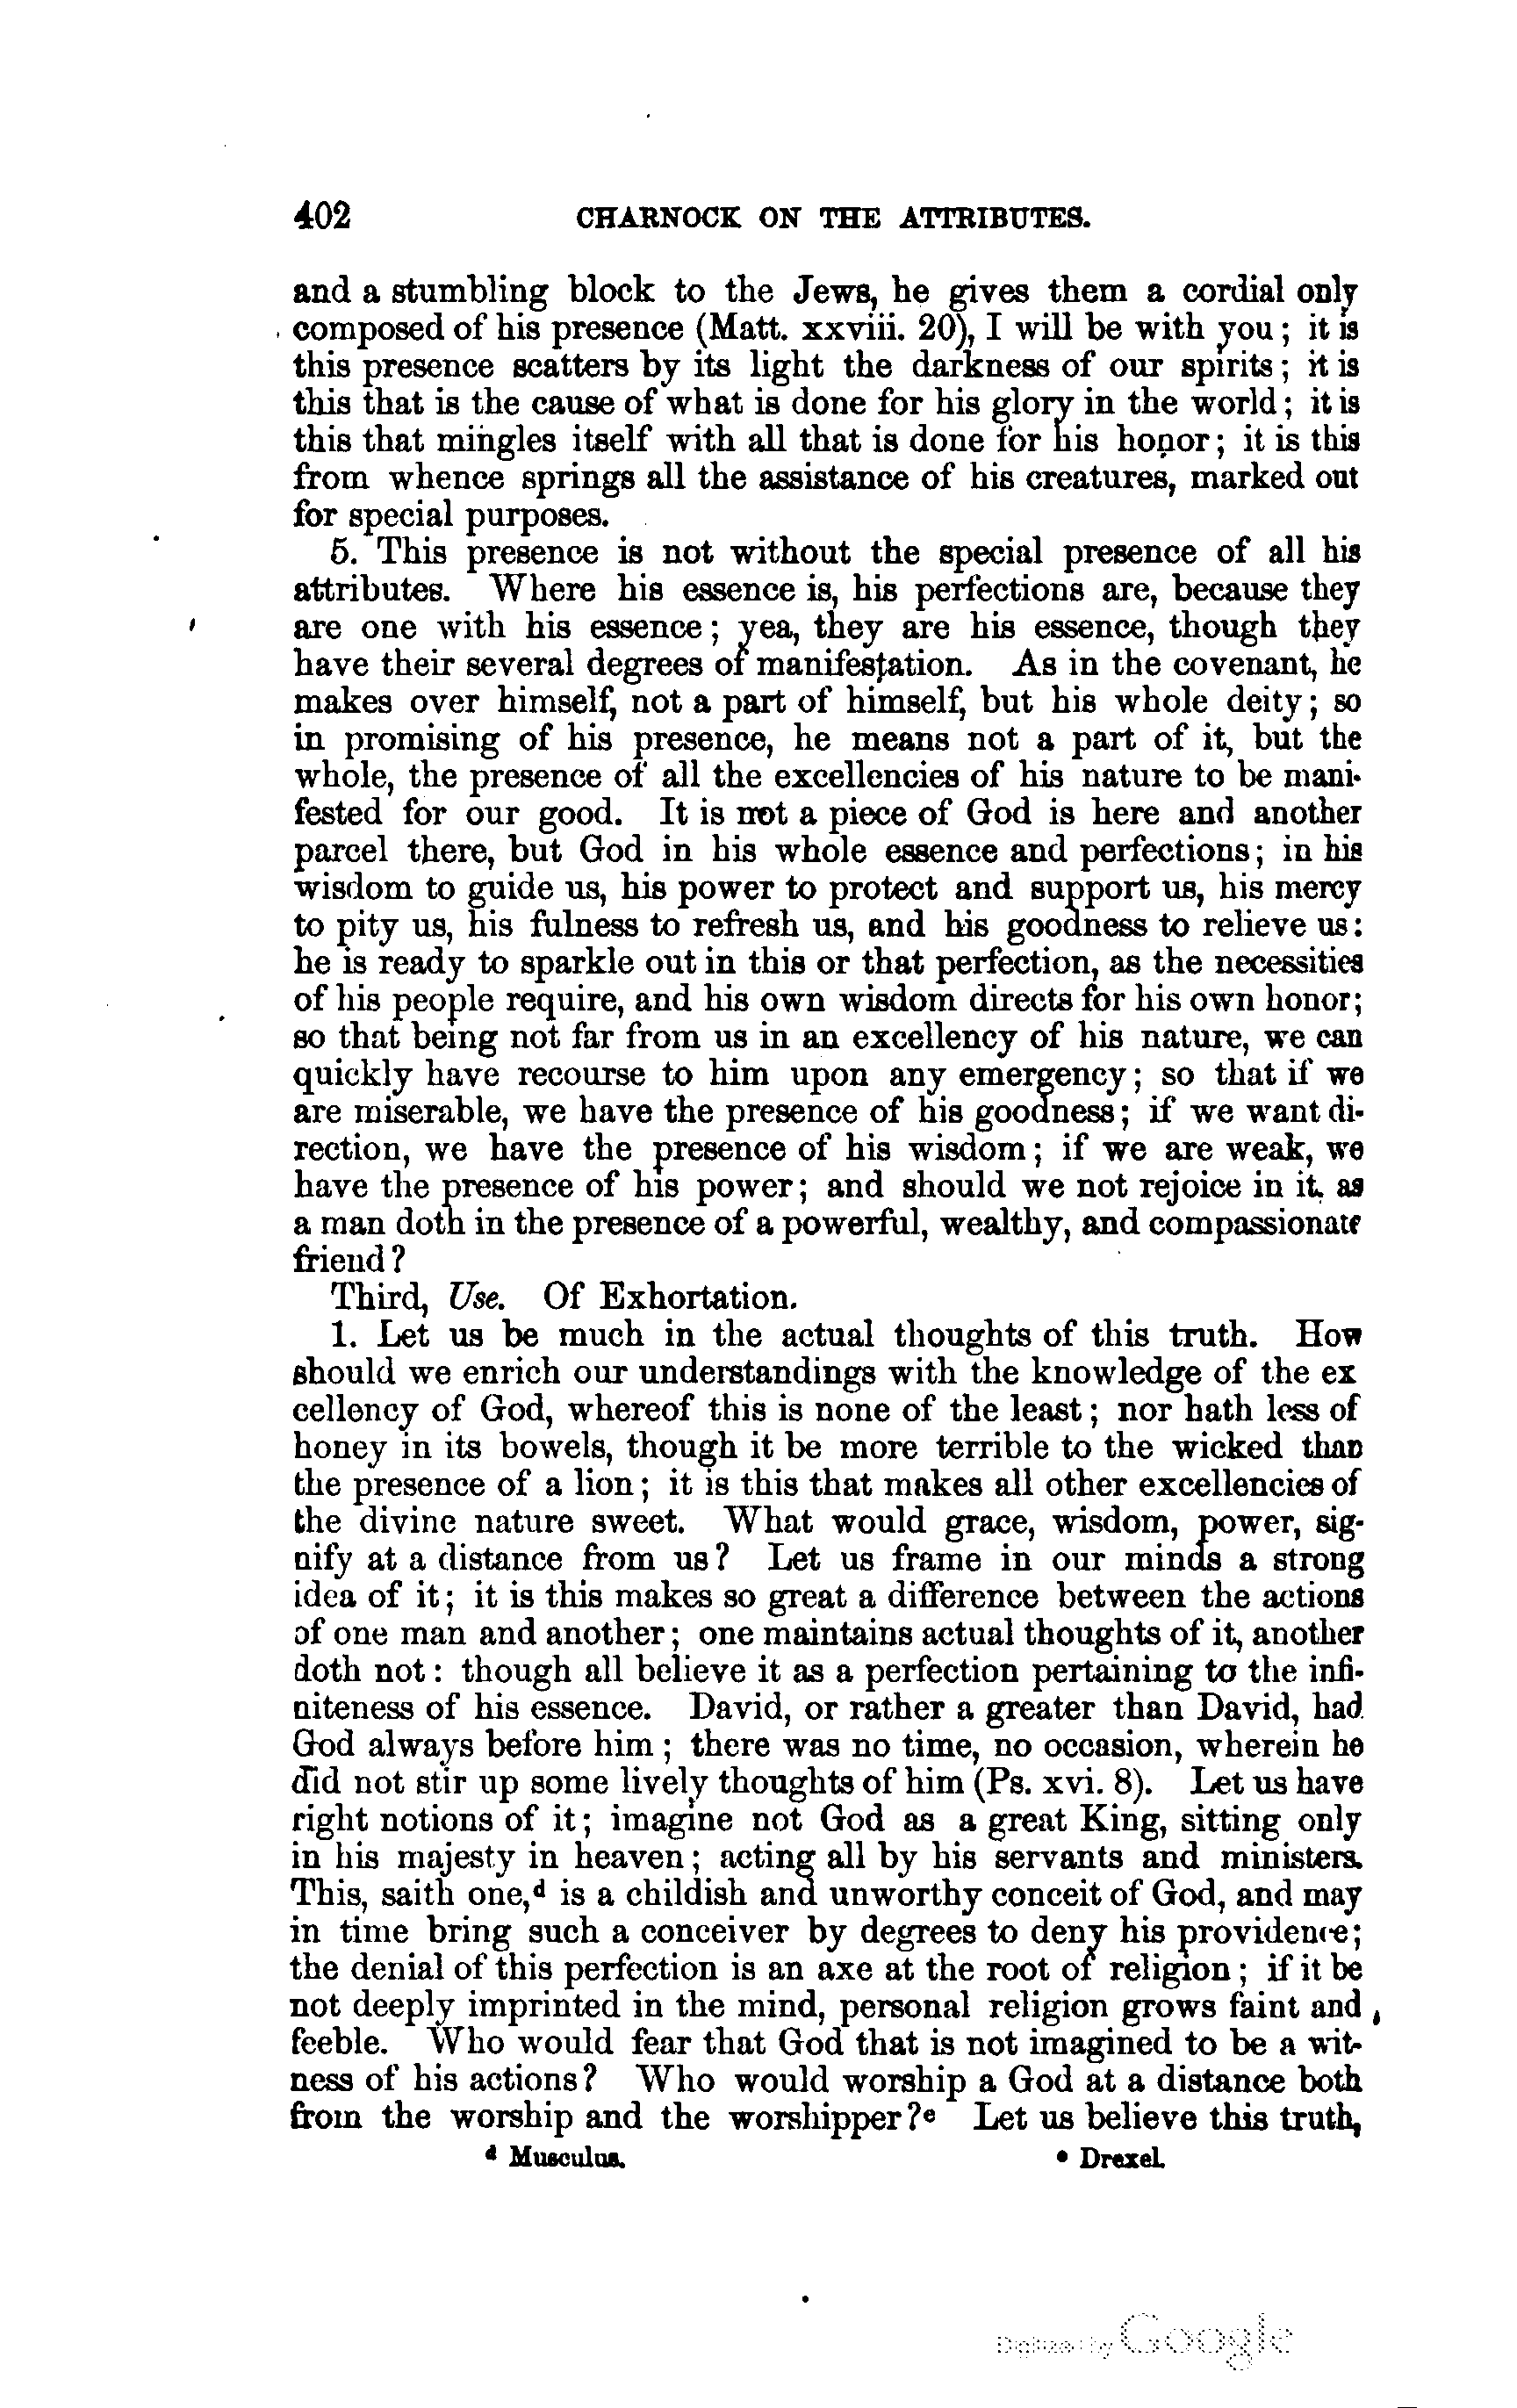 402 CHARNOCK ON THE ATTRIBUTES.
and a stumbling block to the Jews, he gives them a cordial only
composed of his presence (Matt. xxviii. 20), I will be with you; it is
this presence scatters by its light the darkness of our spirits; it is
this that is the cause of what is done for his glory in the world; it is
this that mingles itself with all that is done for his honor; it is this
from whence springs all the assistance of his creatures, marked out
for special purposes.
5. This presence is not without the special presence of all his
attributes. Where his essence is, his perfections are, because they
are one with his essence; yea, they are his essence, though they
have their several degrees of manifestation. As in the covenant, he
makes over himself, not a part of himself, but his whole deity; so
in promising of his presence, he means not a part of it, but the
whole, the presence of all the excellencies of his nature to be mani-
fested for our good. It is not a piece of God is here and another
parcel there, but God in his whole essence and perfections; in his
wisdom to guide us, his power to protect and support us, his mercy
to pity us, his fulness to refresh us, and his goodness to relieve us:
he is ready to sparkle out in this or that perfection, as the necessities
of his people require, and his own wisdom directs for his own honor;
so that being not far from us in an excellency of his nature, we can
quickly have recourse to him upon any emergency; so that if we
are miserable, we have the presence of his goodness; if we want di-
rection, we have the presence of his wisdom; if we are weak, we
have the presence of his power; and should we not rejoice in it, as
a man doth in the presence of a powerful, wealthy, and compassionate
friend?
Third, Use. Of Exhortation.
1. Let us be much in the actual thoughts of this truth. How
should we enrich our understandings with the knowledge of the ex
cellency of God, whereof this is none of the least; nor hath less of
honey in its bowels, though it be more terrible to the wicked than
the presence of a lion; it is this that makes all other excellencies of
the divine nature sweet. What would grace, wisdom, power, sig-
nify at a distance from us? Let us frame in our minds a strong
idea of it; it is this makes so great a difference between the actions
of one man and another; one maintains actual thoughts of it, another
doth not: though all believe it as a perfection pertaining to the infi-
niteness of his essence. David, or rather a greater than David, had
God always before him; there was no time, no occasion, wherein he
did not stir up some lively thoughts of him (Ps. xvi. 8). Let us have
right notions of it; imagine not God as a great King, sitting only
in his majesty in heaven; acting all by his servants and ministers.
This, saith one,d is a childish and unworthy conceit of God, and may
in time bring such a conceiver by degrees to deny his providence;
the denial of this perfection is an axe at the root of religion; if it be
not deeply imprinted in the mind, personal religion grows faint and
feeble. Who would fear that God that is not imagined to be a wit-
ness of his actions? Who would worship a God at a distance both
from the worship and the worshipper?e Let us believe this truth,
d Musculus. e Drexel.
Digitized by Google